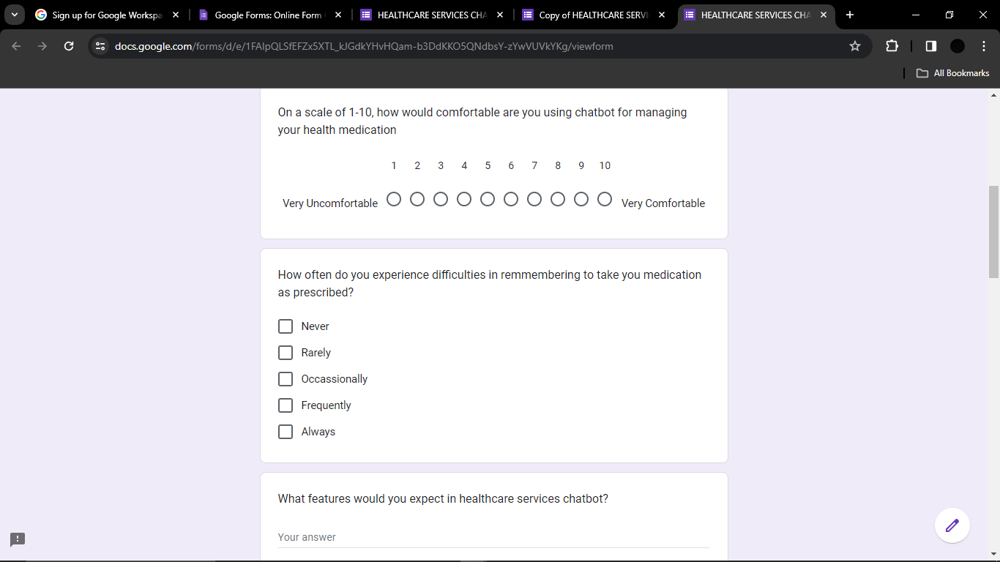 Sign up for Google Workspa
Google Forms: Online Form
HEALTHCARE SERVICES CHA
Copy of HEALTHCARE SERVI
HEALTHCARE SERVICES CHA
docs.google.com/forms/d/e/1FAIpQLSfEFZx5XTL_kJGdkYHvHQam-b3DdKKO5QNdbsY-zYwVUVkYKg/viewform
All Bookmarks
On a scale of 1-10, how would comfortable are you using chatbot for managing
your health medication
1 2 3 4 5 6 7 8 9 10
Very Uncomfortable Very Comfortable
How often do you experience difficulties in remmembering to take you medication
as prescribed?
Never
Rarely
Occassionally
Frequently
Always
What features would you expect in healthcare services chatbot?
Your answer